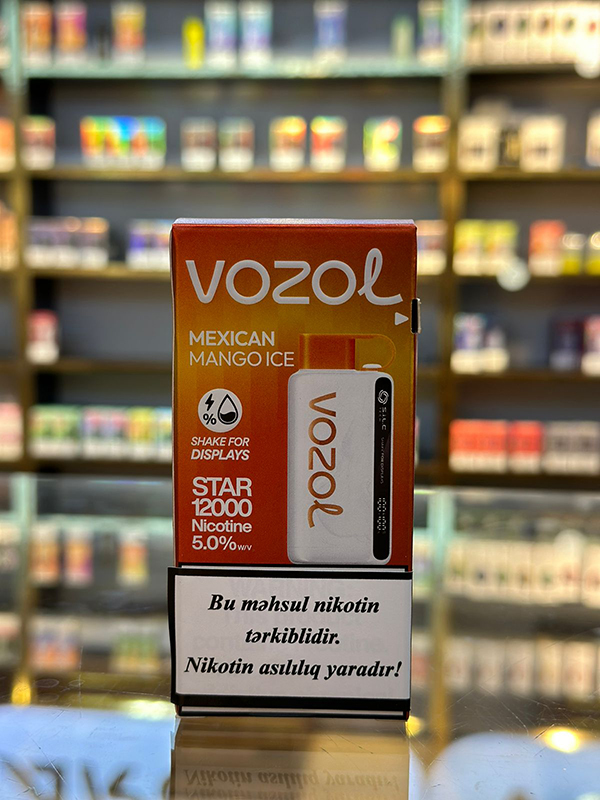 VOZOL
MEXICAN
MANGO ICE
%
SHAKE FOR
DISPLAYS
STAR
12000
Nicotine
5.0% w/v
VOZOL
Bu məhsul nikotin
tərkiblidir.
Nikotin asılılıq yaradır!